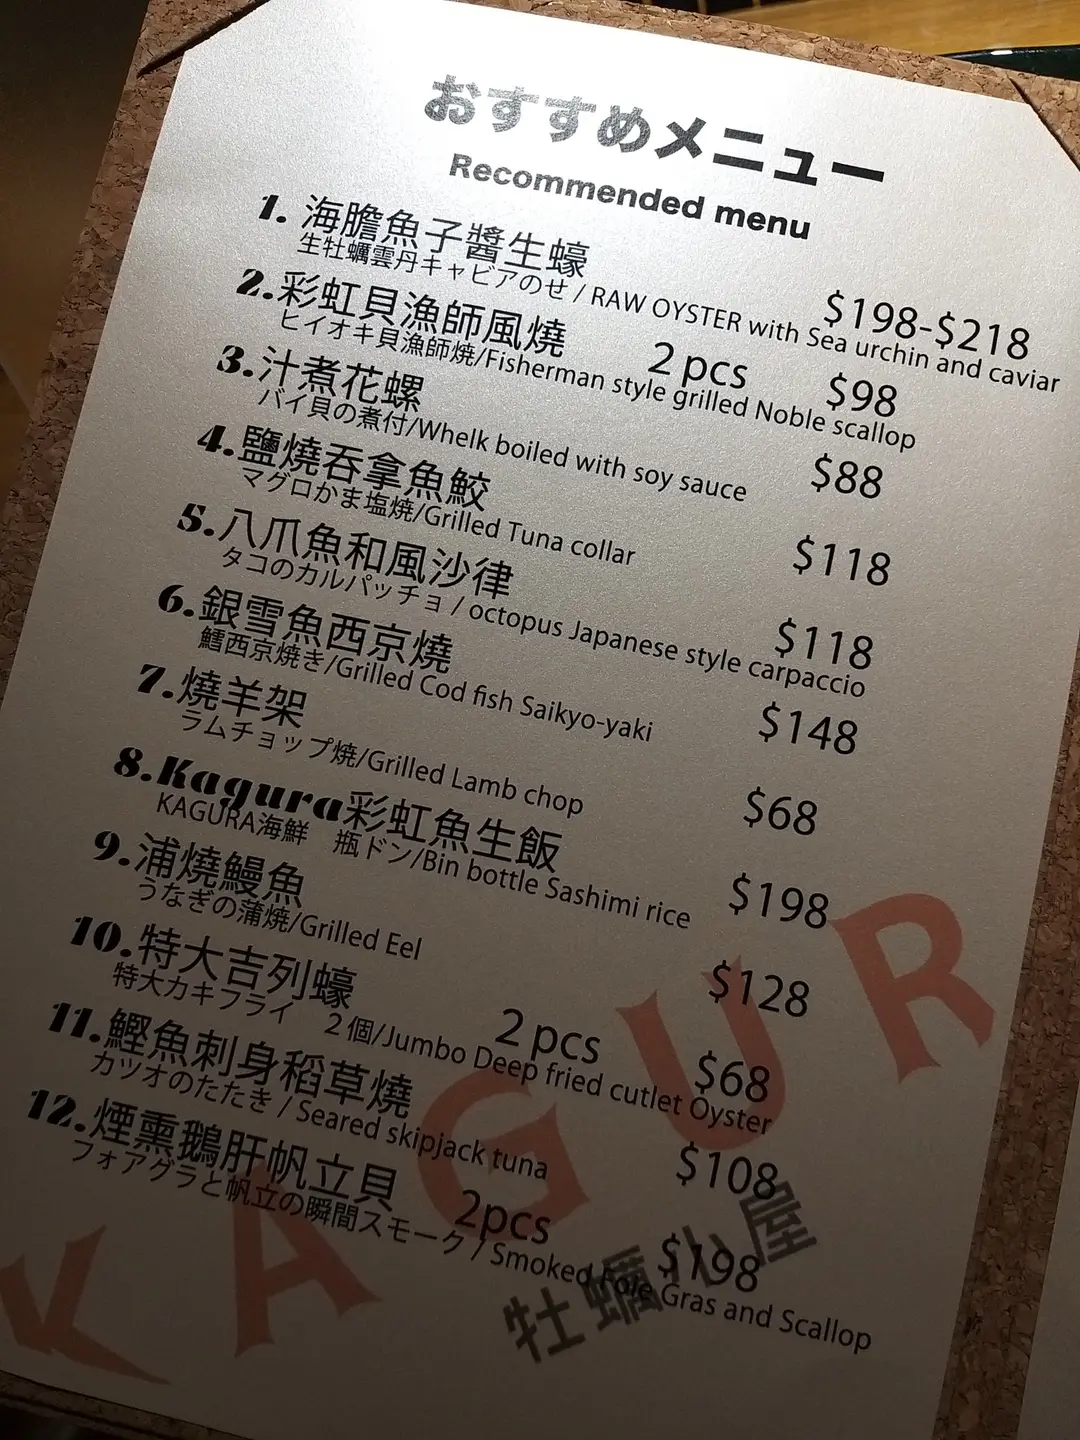 おすすめメニュー
Recommended menu
1. 海膽魚子醬生蠔 $198-$218
生牡蠣雲丹キャビアのせ / RAW OYSTER with Sea urchin and caviar
2.彩虹貝漁師風燒 2 pcs $98
ヒイオキ貝漁師焼/Fisherman style grilled Noble scallop
3.汁煮花螺 $88
バイ貝の煮付/Whelk boiled with soy sauce
4.鹽燒吞拿魚鮫 $118
マグロかま塩焼/Grilled Tuna collar
5.八爪魚和風沙律 $118
タコのカルパッチョ / octopus Japanese style carpaccio
6.銀雪魚西京燒 $148
鱈西京焼き/Grilled Cod fish Saikyo-yaki
7.燒羊架 $68
ラムチョップ焼/Grilled Lamb chop
8.Kagura彩虹魚生飯 $198
KAGURA海鮮 瓶ドン/Bin bottle Sashimi rice
9.浦燒鰻魚 $128
うなぎの蒲焼/Grilled Eel
10.特大吉列蠔 2 pcs $68
特大カキフライ 2個/Jumbo Deep fried cutlet Oyster
11.鰹魚刺身稻草燒 $108
カツオのたたき / Seared skipjack tuna
12.煙熏鵝肝帆立貝 2pcs $198
フォアグラと帆立の瞬間スモーク / Smoked Foie Gras and Scallop
KAGUR
牡蠣小屋